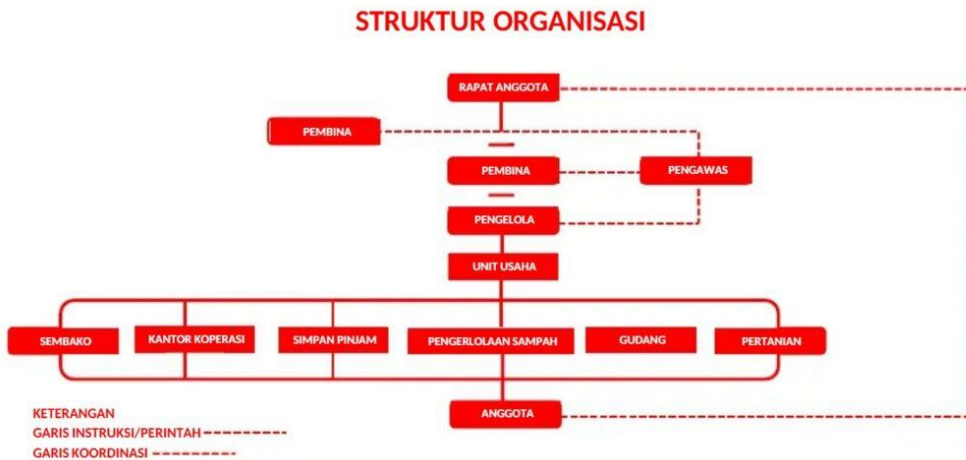 STRUKTUR ORGANISASI
RAPAT ANGGOTA
PEMBINA
PEMBINA
PENGAWAS
PENGELOLA
UNIT USAHA
SEMBAKO
KANTOR KOPERASI
SIMPAN PINJAM
PENGERLOLAAN SAMPAH
GUDANG
PERTANIAN
ANGGOTA
KETERANGAN
GARIS INSTRUKSI/PERINTAH
GARIS KOORDINASI